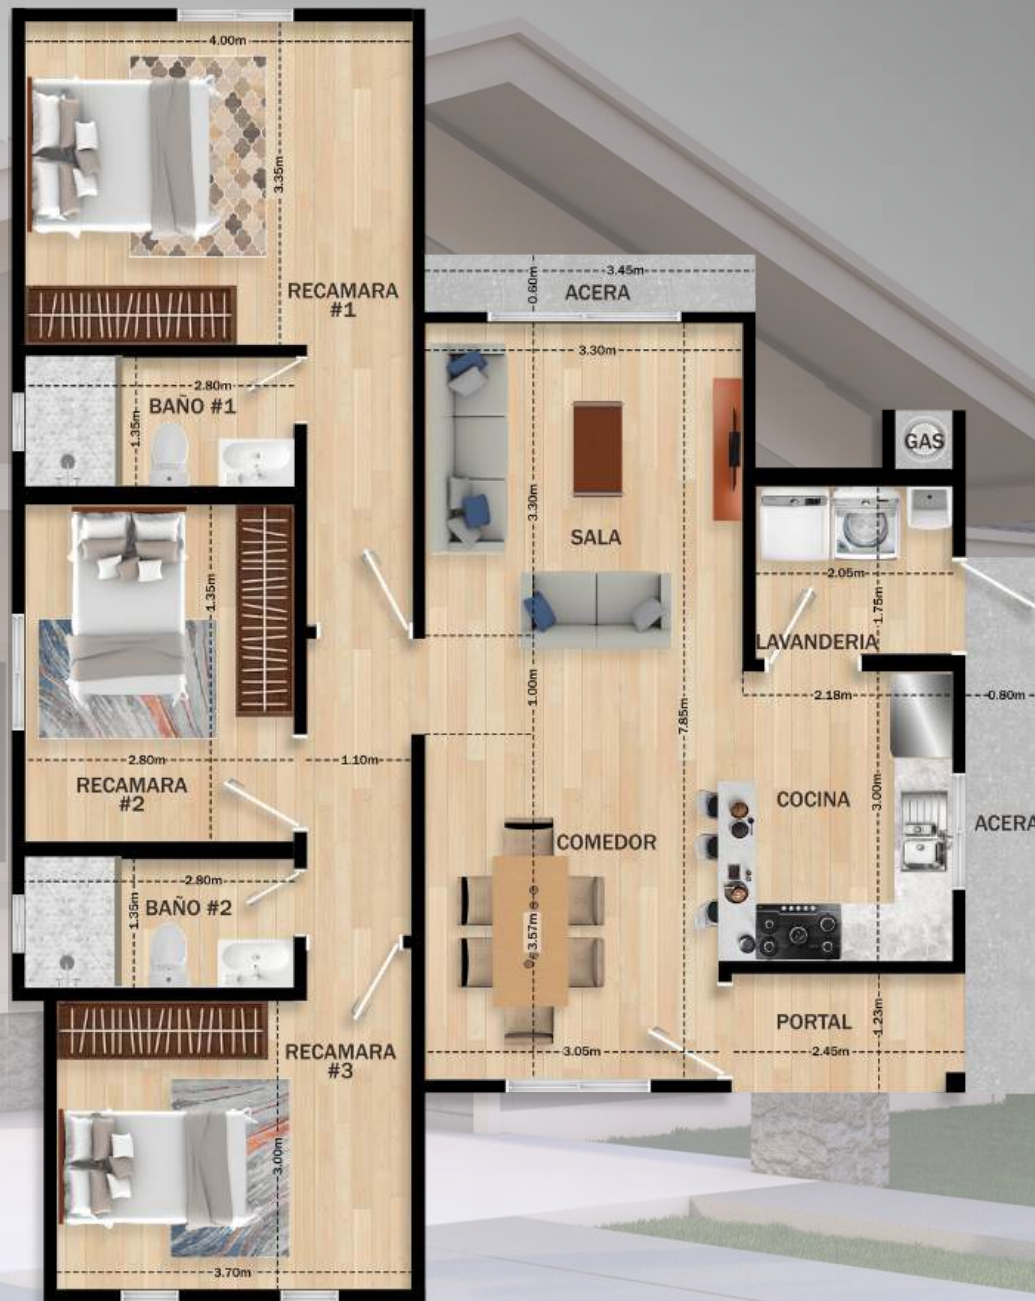 4.00m
3.35m
RECAMARA
#1
0.60m
3.45m
ACERA
3.30m
2.80m
BAÑO #1
1.35m
GAS
3.30m
SALA
1.35m
2.05m
1.75m
LAVANDERIA
1.00m
7.85m
2.18m
0.80m
2.80m
1.10m
RECAMARA
#2
COCINA
3.00m
ACERA
COMEDOR
2.80m
BAÑO #2
1.35m
3.57m
PORTAL
1.23m
2.45m
3.05m
RECAMARA
#3
3.00m
3.70m